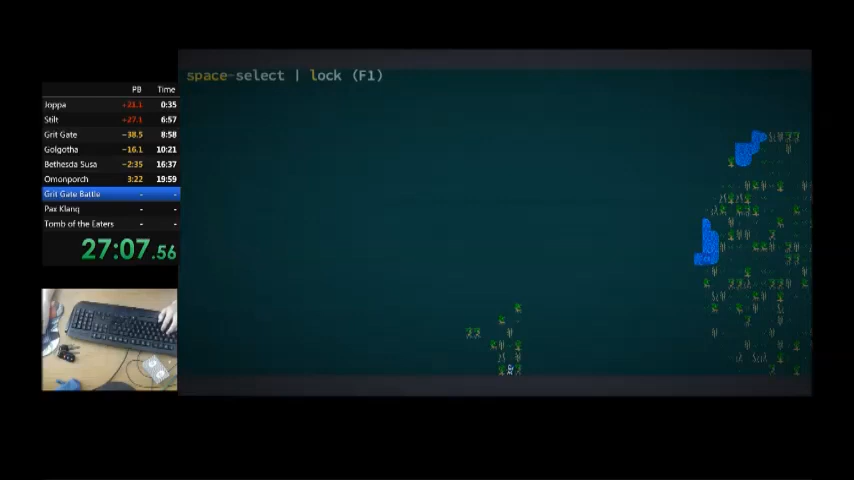 space-select | lock (F1)
PB Time
Joppa +31.1 0:35
Stilt +27.1 6:57
Grit Gate −38.5 8:58
Golgotha −16.1 10:21
Bethesda Susa −2:35 16:37
Omonporch 3:22 19:59
Grit Gate Battle - -
Pax Klanq - -
Tomb of the Eaters - -
27:07.56